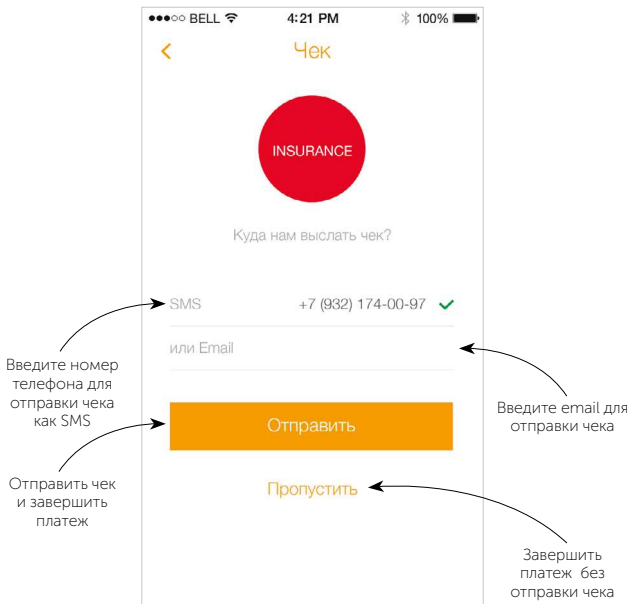 BELL 4:21 PM 100%
Чек
INSURANCE
Куда нам выслать чек?
SMS +7 (932) 174-00-97
или Email
Введите номер
телефона для
отправки чека
как SMS
Введите email для
отправки чека
Отправить
Отправить чек
и завершить
платеж
Пропустить
Завершить
платеж без
отправки чека